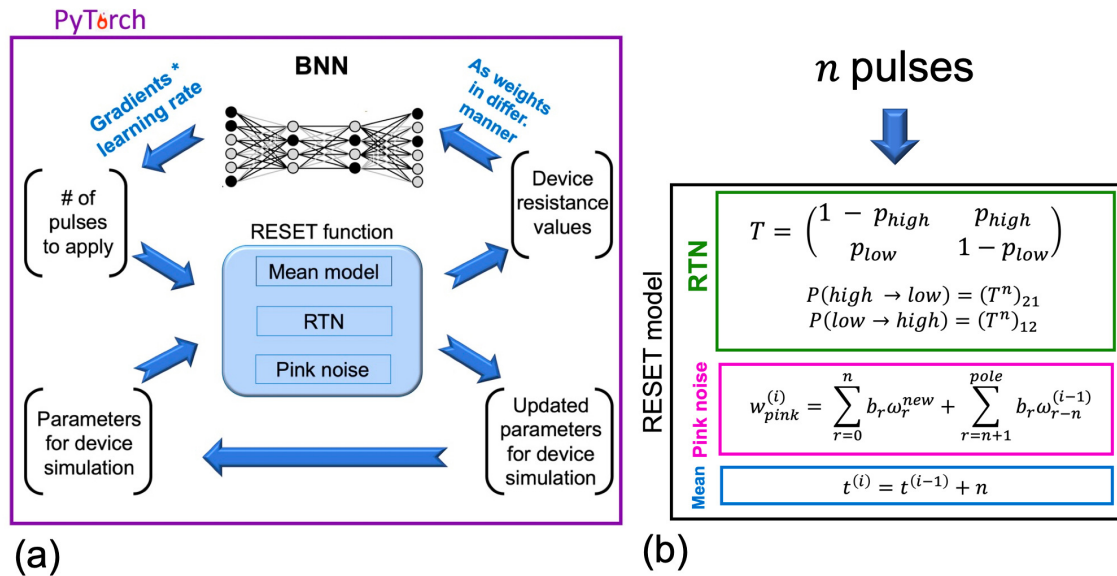 PyTorch
BNN
Gradients *
learning rate
As weights
in differ.
manner
# of
pulses
to apply
Device
resistance
values
RESET function
Mean model
RTN
Pink noise
Parameters
for device
simulation
Updated
parameters
for device
simulation
(a)
n pulses
RESET model
RTN
T = ( 1 − p_high p_high
p_low 1 − p_low )
P(high → low) = (T^n)_21
P(low → high) = (T^n)_12
Pink noise
w_pink^(i) = ∑_{r=0}^{n} b_r ω_r^new + ∑_{r=n+1}^{pole} b_r ω_{r−n}^(i−1)
Mean
t^(i) = t^(i−1) + n
(b)